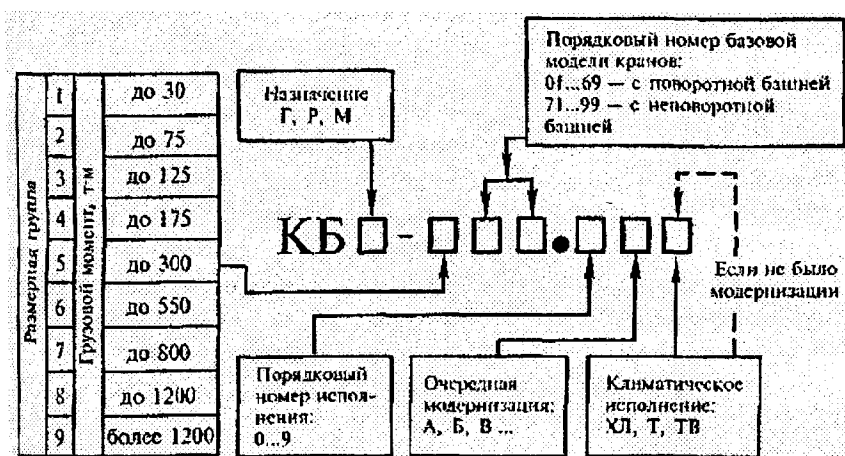 Размерная группа
Грузовой момент, т·м
1 до 30
2 до 75
3 до 125
4 до 175
5 до 300
6 до 550
7 до 800
8 до 1200
9 более 1200
Назначение
Г, Р, М
Порядковый номер базовой
модели кранов:
01...69 — с поворотной башней
71...99 — с неповоротной
башней
КБ - .
Если не было
модернизации
Порядковый
номер испол-
нения:
0...9
Очередная
модернизация:
А, Б, В ...
Климатическое
исполнение:
ХЛ, Т, ТВ